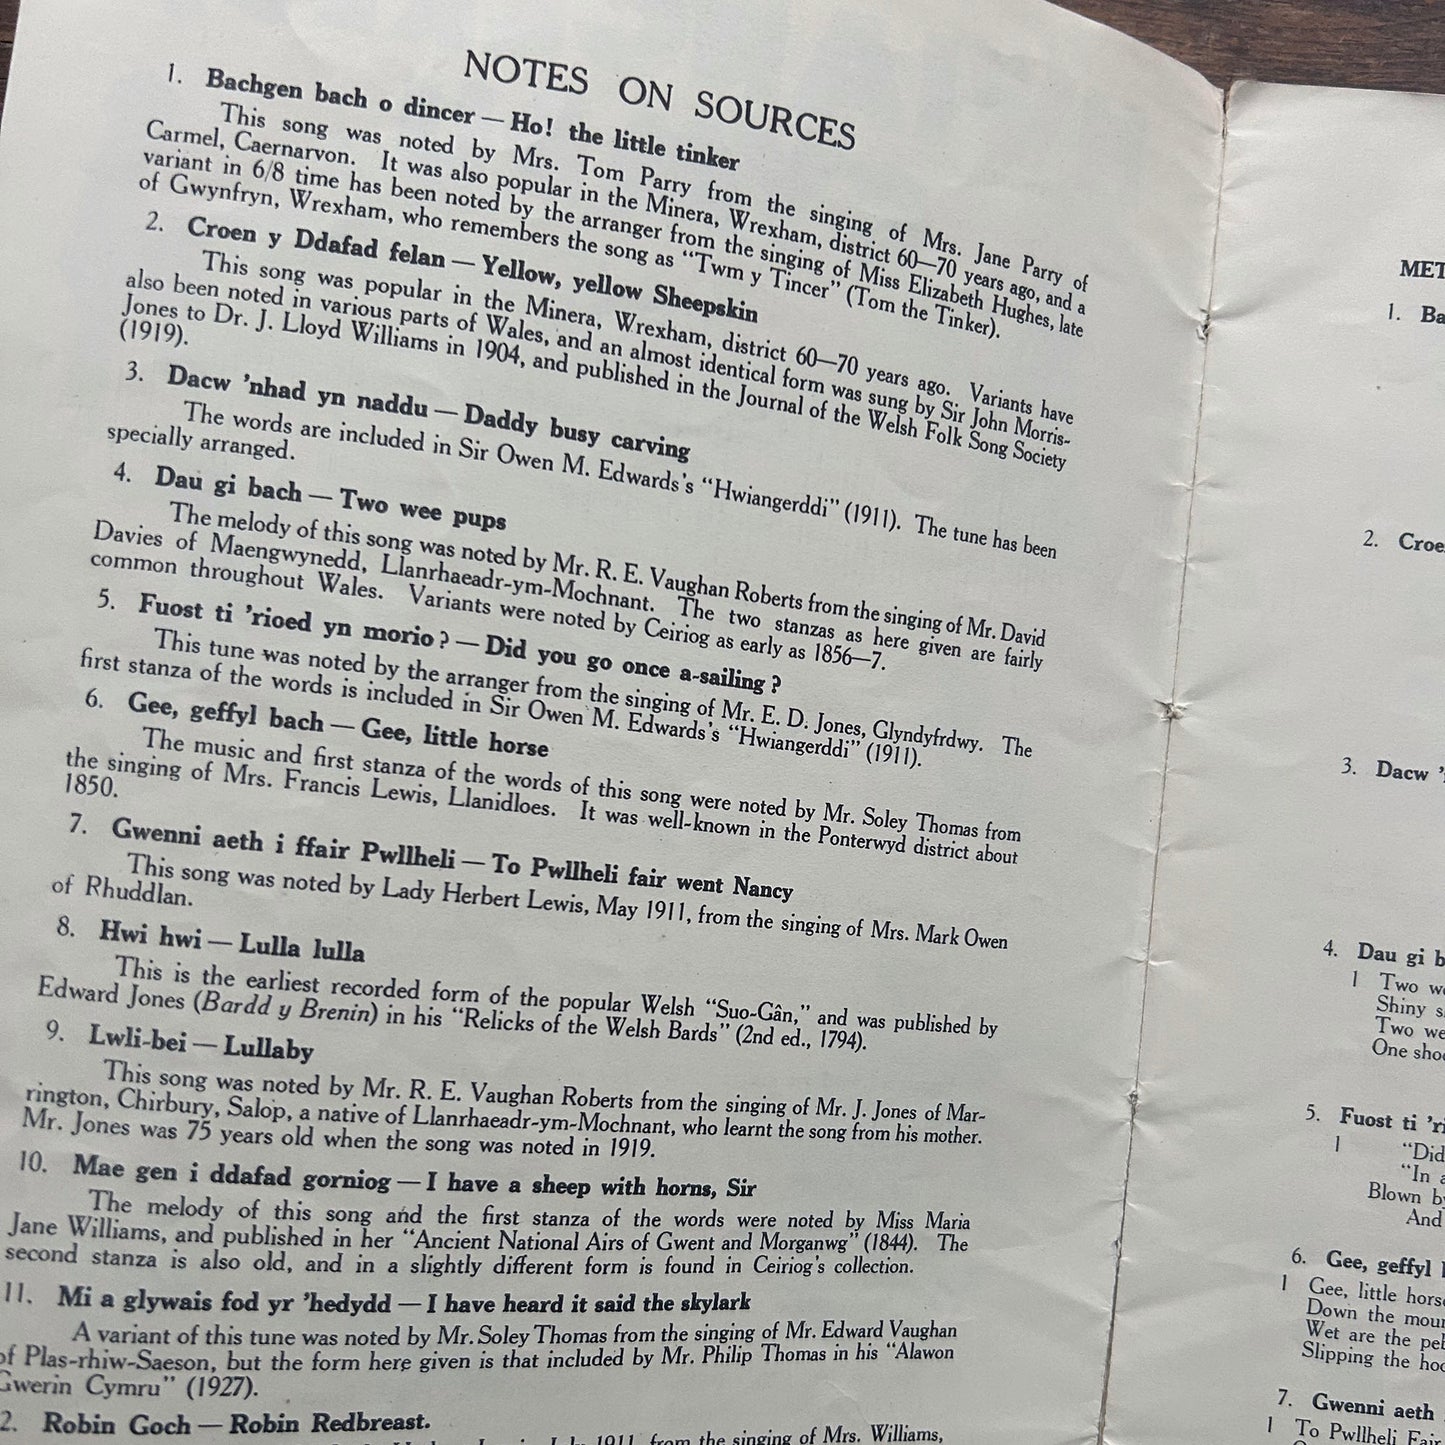 NOTES ON SOURCES
1. Bachgen bach o dincer — Ho! the little tinker
This song was noted by Mrs. Tom Parry from the singing of Mrs. Jane Parry of
Carmel, Caernarvon. It was also popular in the Minera, Wrexham, district 60—70 years ago, and a
variant in 6/8 time has been noted by the arranger from the singing of Miss Elizabeth Hughes, late
of Gwynfryn, Wrexham, who remembers the song as “Twm y Tincer” (Tom the Tinker).
2. Croen y Ddafad felan — Yellow, yellow Sheepskin
This song was popular in the Minera, Wrexham, district 60—70 years ago. Variants have
also been noted in various parts of Wales, and an almost identical form was sung by Sir John Morris-
Jones to Dr. J. Lloyd Williams in 1904, and published in the Journal of the Welsh Folk Song Society
(1919).
3. Dacw ’nhad yn naddu — Daddy busy carving
The words are included in Sir Owen M. Edwards’s “Hwiangerddi” (1911). The tune has been
specially arranged.
4. Dau gi bach — Two wee pups
The melody of this song was noted by Mr. R. E. Vaughan Roberts from the singing of Mr. David
Davies of Maengwynedd, Llanrhaeadr-ym-Mochnant. The two stanzas as here given are fairly
common throughout Wales. Variants were noted by Ceiriog as early as 1856—7.
5. Fuost ti ’rioed yn morio? — Did you go once a-sailing?
This tune was noted by the arranger from the singing of Mr. E. D. Jones, Glyndyfrdwy. The
first stanza of the words is included in Sir Owen M. Edwards’s “Hwiangerddi” (1911).
6. Gee, geffyl bach — Gee, little horse
The music and first stanza of the words of this song were noted by Mr. Soley Thomas from
the singing of Mrs. Francis Lewis, Llanidloes. It was well-known in the Ponterwyd district about
1850.
7. Gwenni aeth i ffair Pwllheli — To Pwllheli fair went Nancy
This song was noted by Lady Herbert Lewis, May 1911, from the singing of Mrs. Mark Owen
of Rhuddlan.
8. Hwi hwi — Lulla lulla
This is the earliest recorded form of the popular Welsh “Suo-Gân,” and was published by
Edward Jones (Bardd y Brenin) in his “Relicks of the Welsh Bards” (2nd ed., 1794).
9. Lwli-bei — Lullaby
This song was noted by Mr. R. E. Vaughan Roberts from the singing of Mr. J. Jones of Mar-
rington, Chirbury, Salop, a native of Llanrhaeadr-ym-Mochnant, who learnt the song from his mother.
Mr. Jones was 75 years old when the song was noted in 1919.
10. Mae gen i ddafad gorniog — I have a sheep with horns, Sir
The melody of this song and the first stanza of the words were noted by Miss Maria
Jane Williams, and published in her “Ancient National Airs of Gwent and Morganwg” (1844). The
second stanza is also old, and in a slightly different form is found in Ceiriog’s collection.
11. Mi a glywais fod yr ’hedydd — I have heard it said the skylark
A variant of this tune was noted by Mr. Soley Thomas from the singing of Mr. Edward Vaughan
of Plas-rhiw-Saeson, but the form here given is that included by Mr. Philip Thomas in his “Alawon
Gwerin Cymru” (1927).
2. Robin Goch — Robin Redbreast.
1911, from the singing of Mrs. Williams,
MET
1. Ba
2. Croe
3. Dacw ’
4. Dau gi b
1 Two we
Shiny s
Two we
One shoe
5. Fuost ti ’ri
1 “Did
“In a
Blown by
And
6. Gee, geffyl
1 Gee, little horse
Down the mour
Wet are the peb
Slipping the hoo
7. Gwenni aeth
1 To Pwllheli Fair